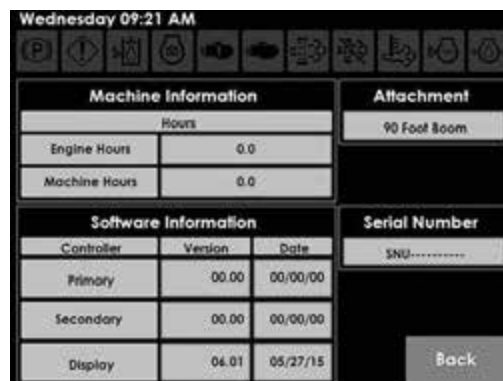 Wednesday 09:21 AM
Machine Information
Hours
Engine Hours 0.0
Machine Hours 0.0
Attachment
90 Foot Boom
Software Information
Controller Version Date
Primary 00.00 00/00/00
Secondary 00.00 00/00/00
Display 06.01 05/27/15
Serial Number
SNU----------
Back